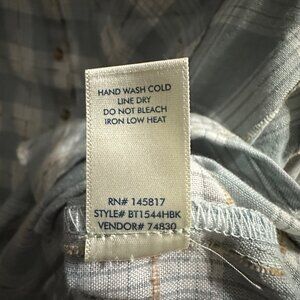 HAND WASH COLD
LINE DRY
DO NOT BLEACH
IRON LOW HEAT
RN# 145817
STYLE# BT1544HBK
VENDOR# 74830